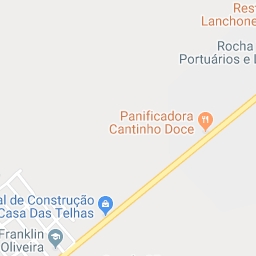 Rest
Lanchone
Rocha
Portuários e
Panificadora
Cantinho Doce
al de Construção
Casa Das Telhas
Franklin
Oliveira